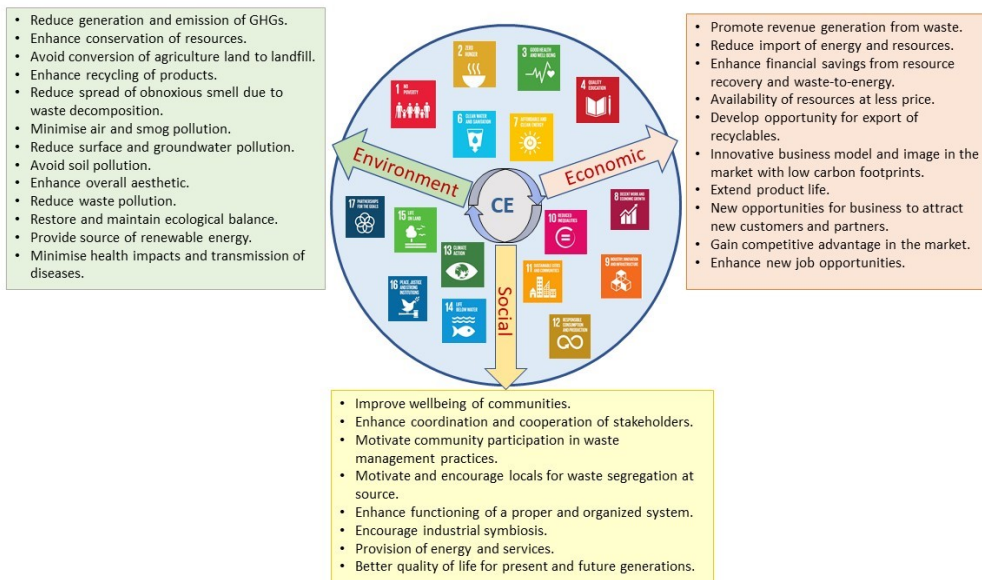 • Reduce generation and emission of GHGs.
• Enhance conservation of resources.
• Avoid conversion of agriculture land to landfill.
• Enhance recycling of products.
• Reduce spread of obnoxious smell due to
waste decomposition.
• Minimise air and smog pollution.
• Reduce surface and groundwater pollution.
• Avoid soil pollution.
• Enhance overall aesthetic.
• Reduce waste pollution.
• Restore and maintain ecological balance.
• Provide source of renewable energy.
• Minimise health impacts and transmission of
diseases.
1 NO
POVERTY
2 ZERO
HUNGER
3 GOOD HEALTH
AND WELL-BEING
4 QUALITY
EDUCATION
6 CLEAN WATER
AND SANITATION
7 AFFORDABLE AND
CLEAN ENERGY
Environment
Economic
CE
Social
17 PARTNERSHIPS
FOR THE GOALS
15 LIFE
ON LAND
13 CLIMATE
ACTION
16 PEACE, JUSTICE
AND STRONG
INSTITUTIONS
14 LIFE
BELOW WATER
8 DECENT WORK AND
ECONOMIC GROWTH
10 REDUCED
INEQUALITIES
11 SUSTAINABLE CITIES
AND COMMUNITIES
9 INDUSTRY, INNOVATION
AND INFRASTRUCTURE
12 RESPONSIBLE
CONSUMPTION
AND PRODUCTION
• Promote revenue generation from waste.
• Reduce import of energy and resources.
• Enhance financial savings from resource
recovery and waste-to-energy.
• Availability of resources at less price.
• Develop opportunity for export of
recyclables.
• Innovative business model and image in the
market with low carbon footprints.
• Extend product life.
• New opportunities for business to attract
new customers and partners.
• Gain competitive advantage in the market.
• Enhance new job opportunities.
• Improve wellbeing of communities.
• Enhance coordination and cooperation of stakeholders.
• Motivate community participation in waste
management practices.
• Motivate and encourage locals for waste segregation at
source.
• Enhance functioning of a proper and organized system.
• Encourage industrial symbiosis.
• Provision of energy and services.
• Better quality of life for present and future generations.